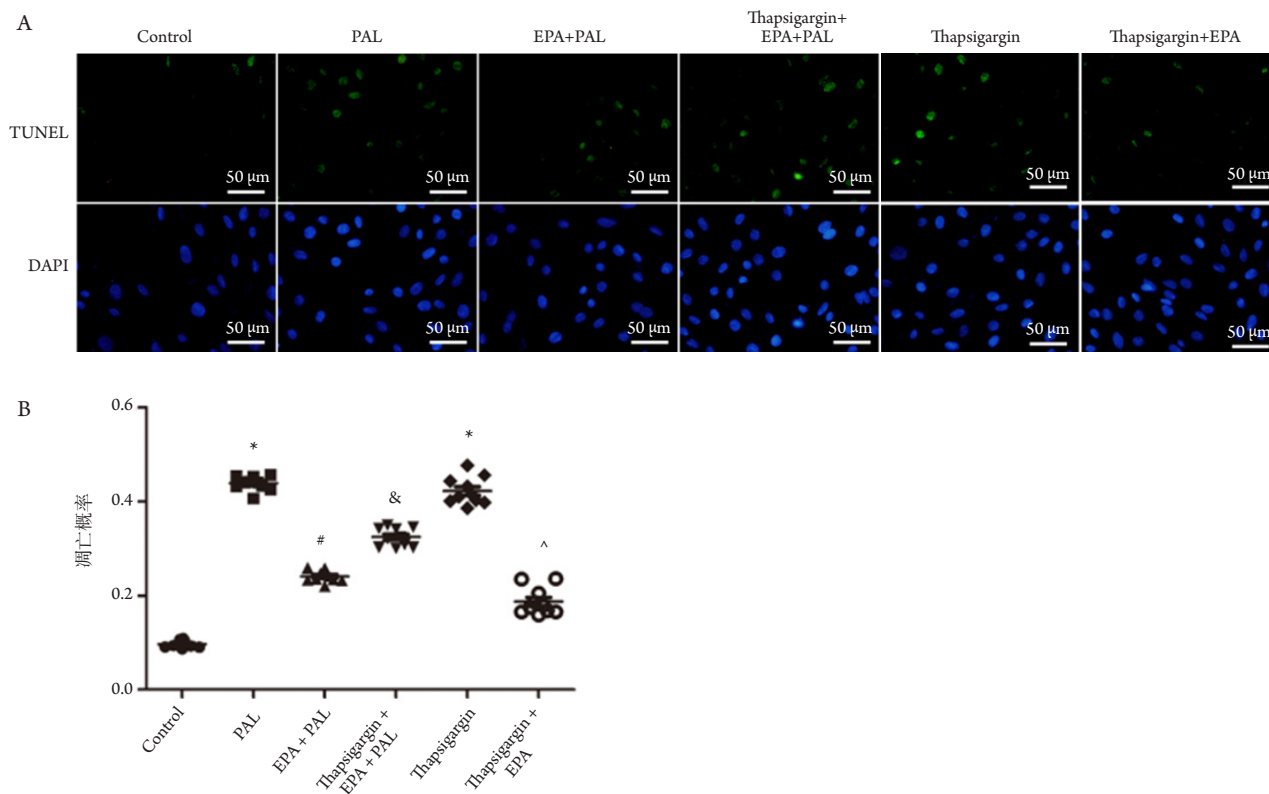 A
Control
PAL
EPA+PAL
Thapsigargin+
EPA+PAL
Thapsigargin
Thapsigargin+EPA
TUNEL
50 μm
50 μm
50 μm
50 μm
50 μm
50 μm
DAPI
50 μm
50 μm
50 μm
50 μm
50 μm
50 μm
B
凋亡概率
0.6
0.4
0.2
0.0
*
#
&
*
^
Control
PAL
EPA + PAL
Thapsigargin +
EPA + PAL
Thapsigargin
Thapsigargin +
EPA